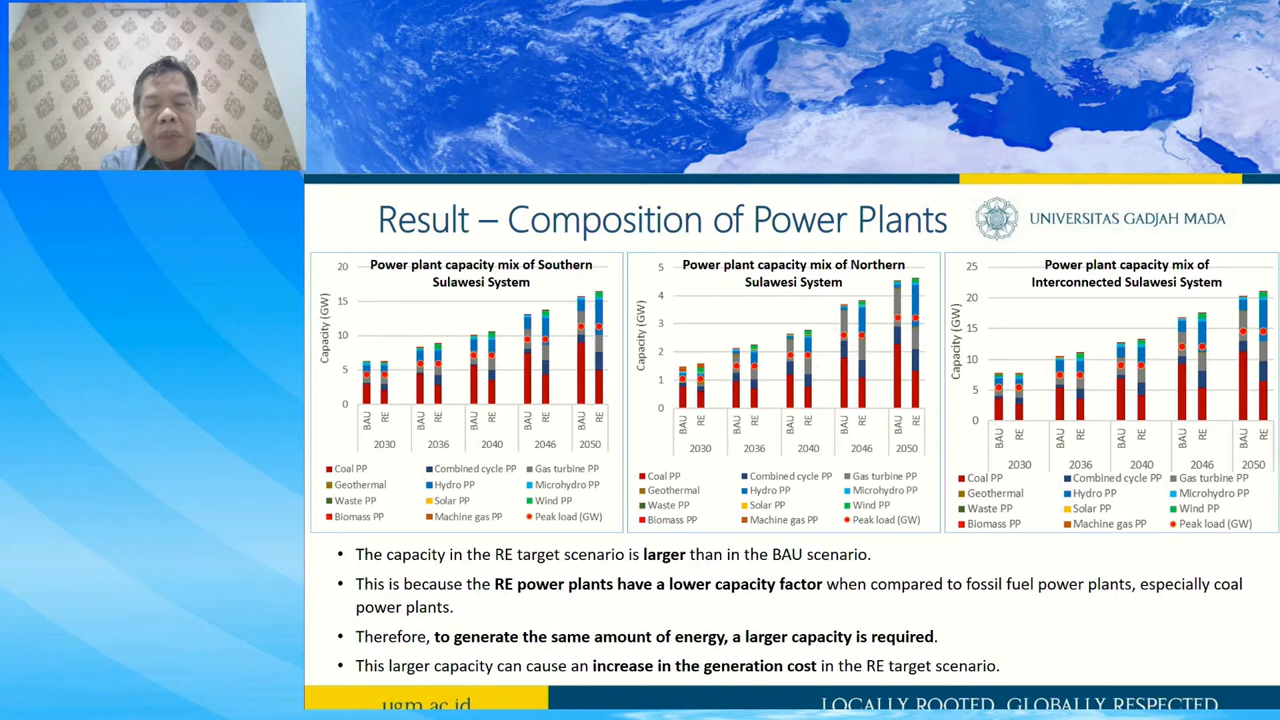 Result – Composition of Power Plants
UNIVERSITAS GADJAH MADA
Power plant capacity mix of Southern
Sulawesi System
Capacity (GW)
20
15
10
5
0
BAU RE BAU RE BAU RE BAU RE BAU RE
2030 2036 2040 2046 2050
Coal PP Combined cycle PP Gas turbine PP
Geothermal Hydro PP Microhydro PP
Waste PP Solar PP Wind PP
Biomass PP Machine gas PP Peak load (GW)
Power plant capacity mix of Northern
Sulawesi System
Capacity (GW)
5
4
3
2
1
0
BAU RE BAU RE BAU RE BAU RE BAU RE
2030 2036 2040 2046 2050
Coal PP Combined cycle PP Gas turbine PP
Geothermal Hydro PP Microhydro PP
Waste PP Solar PP Wind PP
Biomass PP Machine gas PP Peak load (GW)
Power plant capacity mix of
Interconnected Sulawesi System
Capacity (GW)
25
20
15
10
5
0
BAU RE BAU RE BAU RE BAU RE BAU RE
2030 2036 2040 2046 2050
Coal PP Combined cycle PP Gas turbine PP
Geothermal Hydro PP Microhydro PP
Waste PP Solar PP Wind PP
Biomass PP Machine gas PP Peak load (GW)
• The capacity in the RE target scenario is larger than in the BAU scenario.
• This is because the RE power plants have a lower capacity factor when compared to fossil fuel power plants, especially coal
power plants.
• Therefore, to generate the same amount of energy, a larger capacity is required.
• This larger capacity can cause an increase in the generation cost in the RE target scenario.
ugm.ac.id
LOCALLY ROOTED, GLOBALLY RESPECTED